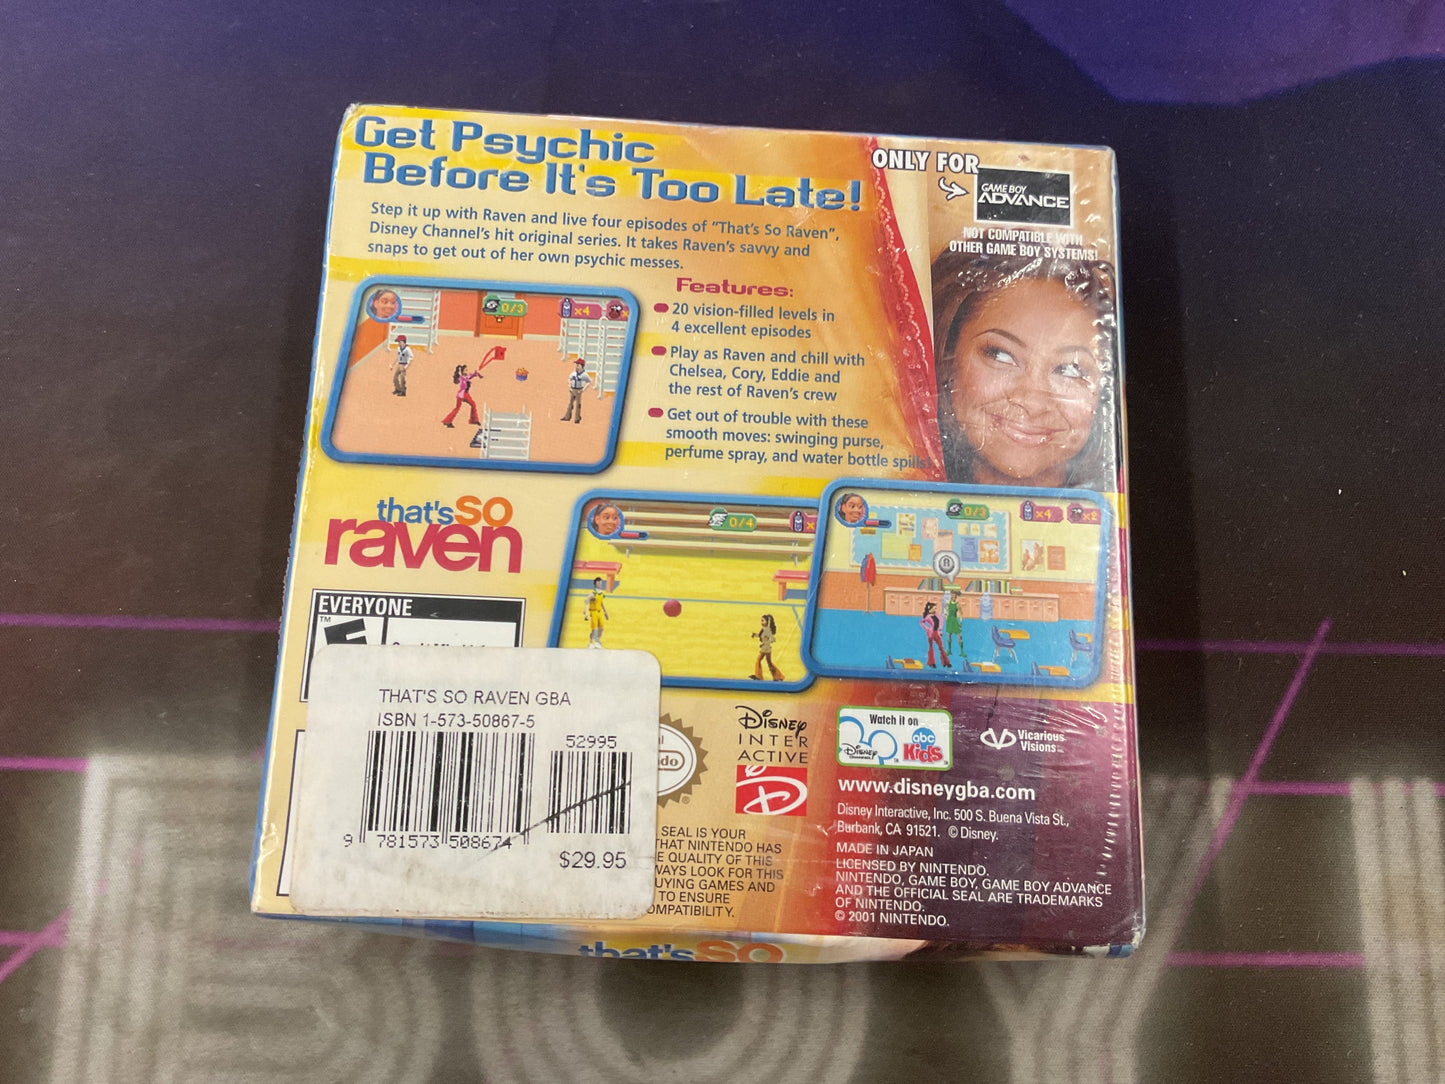 Get Psychic
Before It's Too Late!
Step it up with Raven and live four episodes of "That's So Raven",
Disney Channel's hit original series. It takes Raven's savvy and
snaps to get out of her own psychic messes.
ONLY FOR
GAME BOY
ADVANCE
NOT COMPATIBLE WITH
OTHER GAME BOY SYSTEMS!
Features:
20 vision-filled levels in
4 excellent episodes
Play as Raven and chill with
Chelsea, Cory, Eddie and
the rest of Raven's crew
Get out of trouble with these
smooth moves: swinging purse,
perfume spray, and water bottle spills!
0/3
x4
x
that's so
raven
0/4
x
0/3
x4
x2
EVERYONE
TM
E
THAT'S SO RAVEN GBA
ISBN 1-573-50867-5
52995
9 781573 508674
$29.95
Disney
INTER
ACTIVE
Watch it on
Disney
CHANNEL
abc
Kids
Vicarious
Visions
www.disneygba.com
Disney Interactive, Inc. 500 S. Buena Vista St.,
Burbank, CA 91521. © Disney.
MADE IN JAPAN
LICENSED BY NINTENDO.
NINTENDO, GAME BOY, GAME BOY ADVANCE
AND THE OFFICIAL SEAL ARE TRADEMARKS
OF NINTENDO.
© 2001 NINTENDO.
®
SEAL IS YOUR
THAT NINTENDO HAS
E QUALITY OF THIS
WAYS LOOK FOR THIS
UYING GAMES AND
TO ENSURE
OMPATIBILITY.
that's so